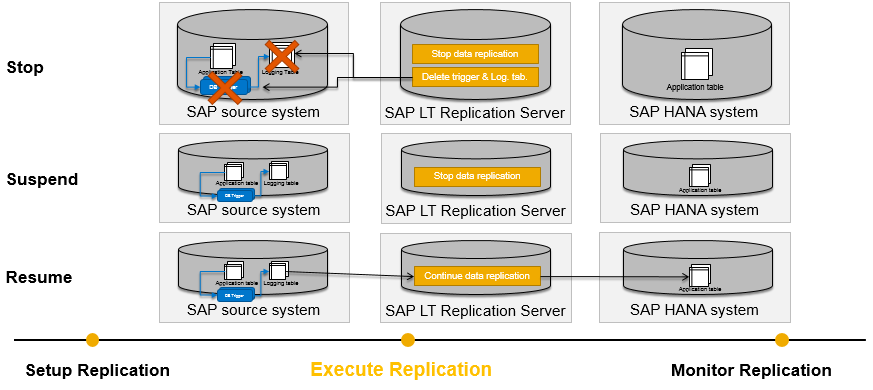 Stop
Application Table
Logging Table
SAP source system
Stop data replication
Delete trigger & Log. tab.
SAP LT Replication Server
Application table
SAP HANA system
Suspend
Application table
Logging table
DB Trigger
SAP source system
Stop data replication
SAP LT Replication Server
Application table
SAP HANA system
Resume
Application table
Logging table
DB Trigger
SAP source system
Continue data replication
SAP LT Replication Server
Application table
SAP HANA system
Setup Replication
Execute Replication
Monitor Replication